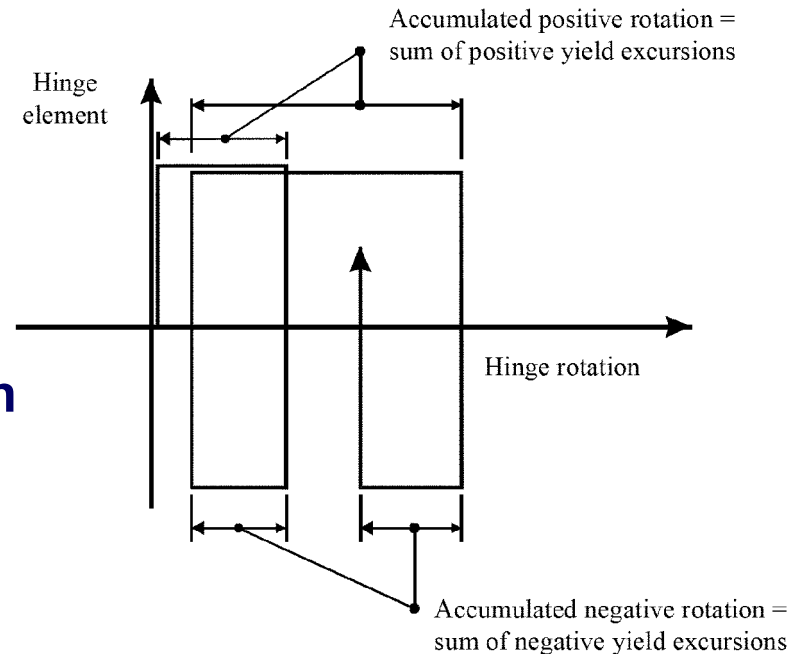 Accumulated positive rotation =
sum of positive yield excursions
Hinge
element
Hinge rotation
n
Accumulated negative rotation =
sum of negative yield excursions